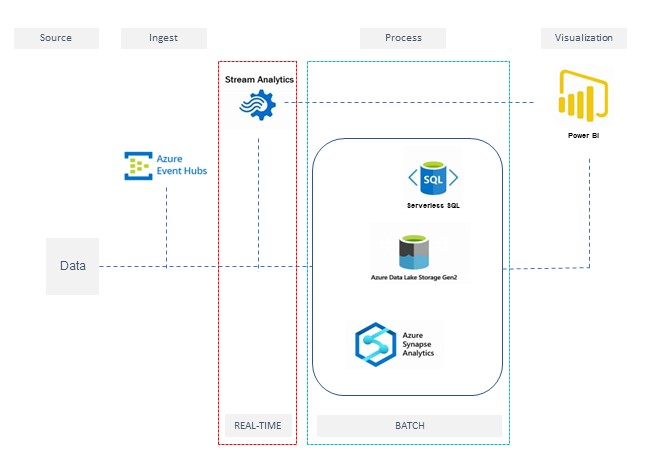 Source
Ingest
Process
Visualization
Stream Analytics
Power BI
Azure
Event Hubs
SQL
Serverless SQL
Data
Azure Data Lake Storage Gen2
Azure
Synapse
Analytics
REAL-TIME
BATCH